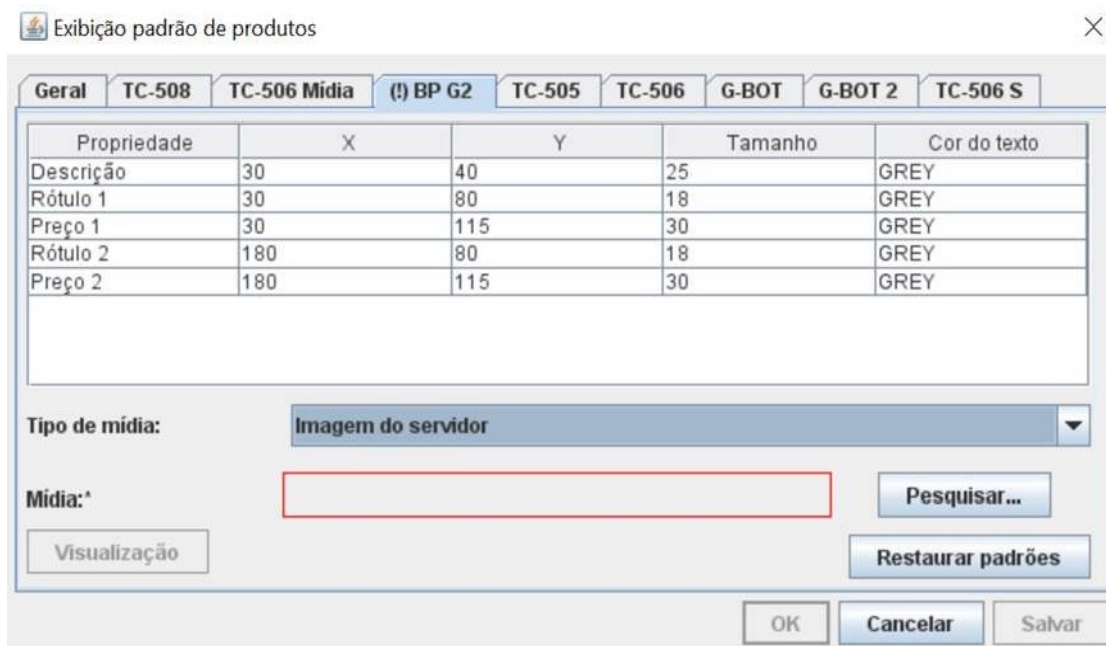 Exibição padrão de produtos
Geral TC-508 TC-506 Mídia (!) BP G2 TC-505 TC-506 G-BOT G-BOT 2 TC-506 S
Propriedade X Y Tamanho Cor do texto
Descrição 30 40 25 GREY
Rótulo 1 30 80 18 GREY
Preço 1 30 115 30 GREY
Rótulo 2 180 80 18 GREY
Preço 2 180 115 30 GREY
Tipo de mídia: Imagem do servidor
Mídia:* Pesquisar...
Visualização Restaurar padrões
OK Cancelar Salvar